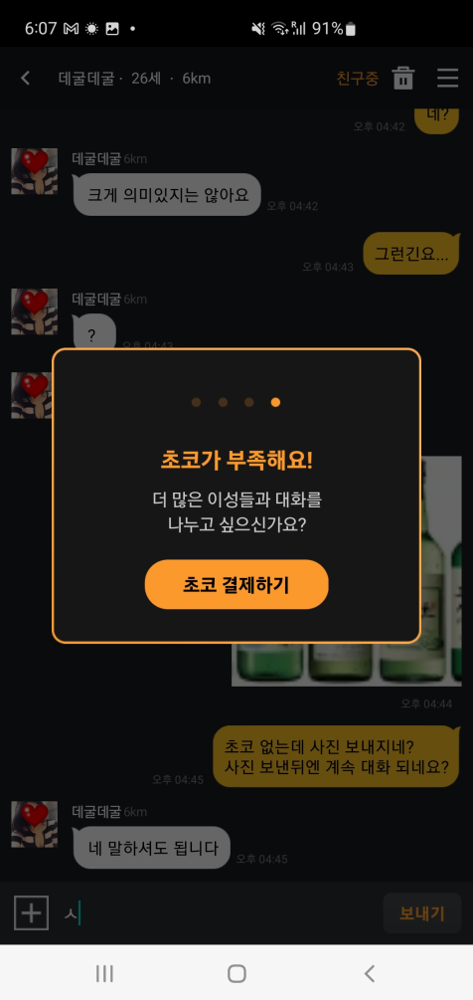 6:07 91%
데굴데굴 · 26세 · 6km 친구중
네?
오후 04:42
데굴데굴 6km
크게 의미있지는 않아요 오후 04:42
그런긴요...
오후 04:43
데굴데굴 6km
? 오후 04:43
초코가 부족해요!
더 많은 이성들과 대화를
나누고 싶으신가요?
초코 결제하기
오후 04:44
초코 없는데 사진 보내지네?
사진 보낸뒤엔 계속 대화 되네요?
오후 04:45
데굴데굴 6km
네 말하셔도 됩니다 오후 04:45
ㅅ 보내기